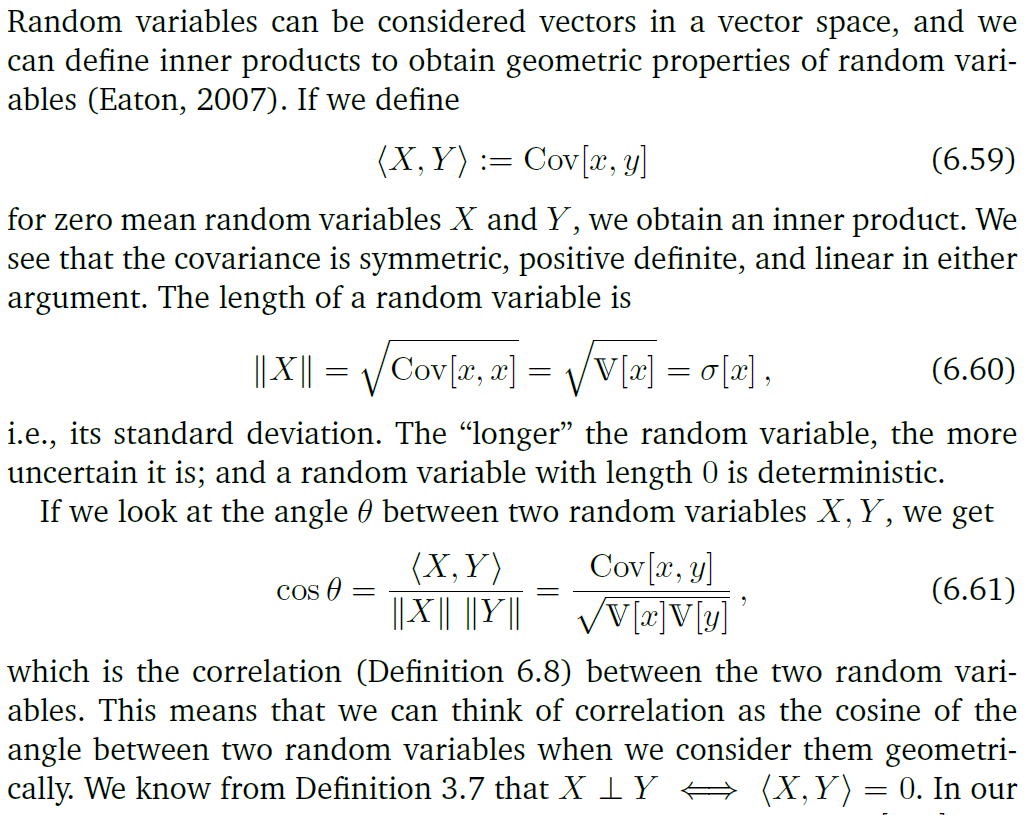 Random variables can be considered vectors in a vector space, and we
can define inner products to obtain geometric properties of random vari-
ables (Eaton, 2007). If we define
⟨X, Y⟩ := Cov[x, y] (6.59)
for zero mean random variables X and Y, we obtain an inner product. We
see that the covariance is symmetric, positive definite, and linear in either
argument. The length of a random variable is
‖X‖ = √Cov[x, x] = √𝕍[x] = σ[x] , (6.60)
i.e., its standard deviation. The “longer” the random variable, the more
uncertain it is; and a random variable with length 0 is deterministic.
If we look at the angle θ between two random variables X, Y, we get
cos θ = ⟨X, Y⟩ / ‖X‖ ‖Y‖ = Cov[x, y] / √𝕍[x]𝕍[y] , (6.61)
which is the correlation (Definition 6.8) between the two random vari-
ables. This means that we can think of correlation as the cosine of the
angle between two random variables when we consider them geometri-
cally. We know from Definition 3.7 that X ⊥ Y ⟺ ⟨X, Y⟩ = 0. In our